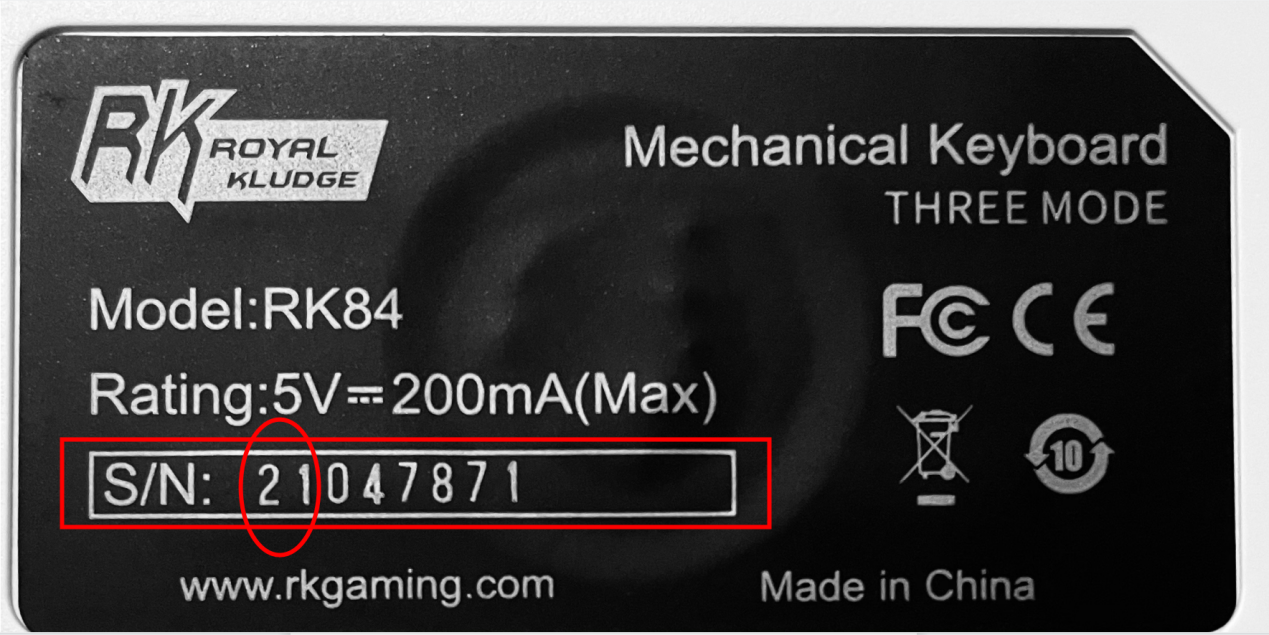 RK ROYAL
KLUDGE
Mechanical Keyboard
THREE MODE
Model:RK84
FC CE
Rating:5V⎓200mA(Max)
10
S/N: 21047871
www.rkgaming.com
Made in China